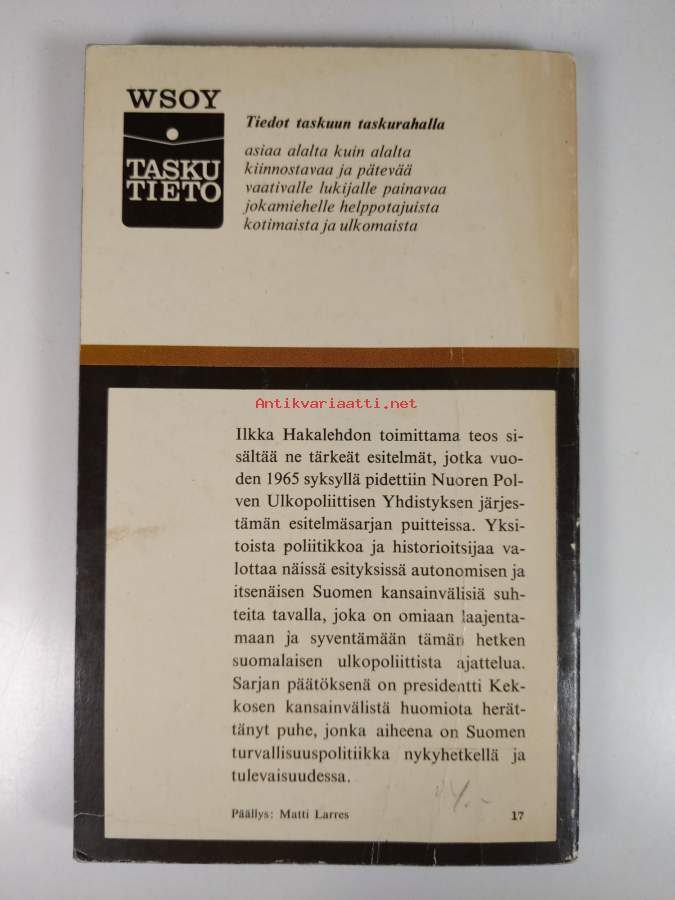 WSOY
TASKU
TIETO
Tiedot taskuun taskurahalla
asiaa alalta kuin alalta
kiinnostavaa ja pätevää
vaativalle lukijalle painavaa
jokamiehelle helppotajuista
kotimaista ja ulkomaista
Antikvariaatti.net
Ilkka Hakalehdon toimittama teos si-
sältää ne tärkeät esitelmät, jotka vuo-
den 1965 syksyllä pidettiin Nuoren Pol-
ven Ulkopoliittisen Yhdistyksen järjes-
tämän esitelmäsarjan puitteissa. Yksi-
toista poliitikkoa ja historioitsijaa va-
lottaa näissä esityksissä autonomisen ja
itsenäisen Suomen kansainvälisiä suh-
teita tavalla, joka on omiaan laajenta-
maan ja syventämään tämän hetken
suomalaisen ulkopoliittista ajattelua.
Sarjan päätöksenä on presidentti Kek-
kosen kansainvälistä huomiota herät-
tänyt puhe, jonka aiheena on Suomen
turvallisuuspolitiikka nykyhetkellä ja
tulevaisuudessa.
Päällys: Matti Larres
17